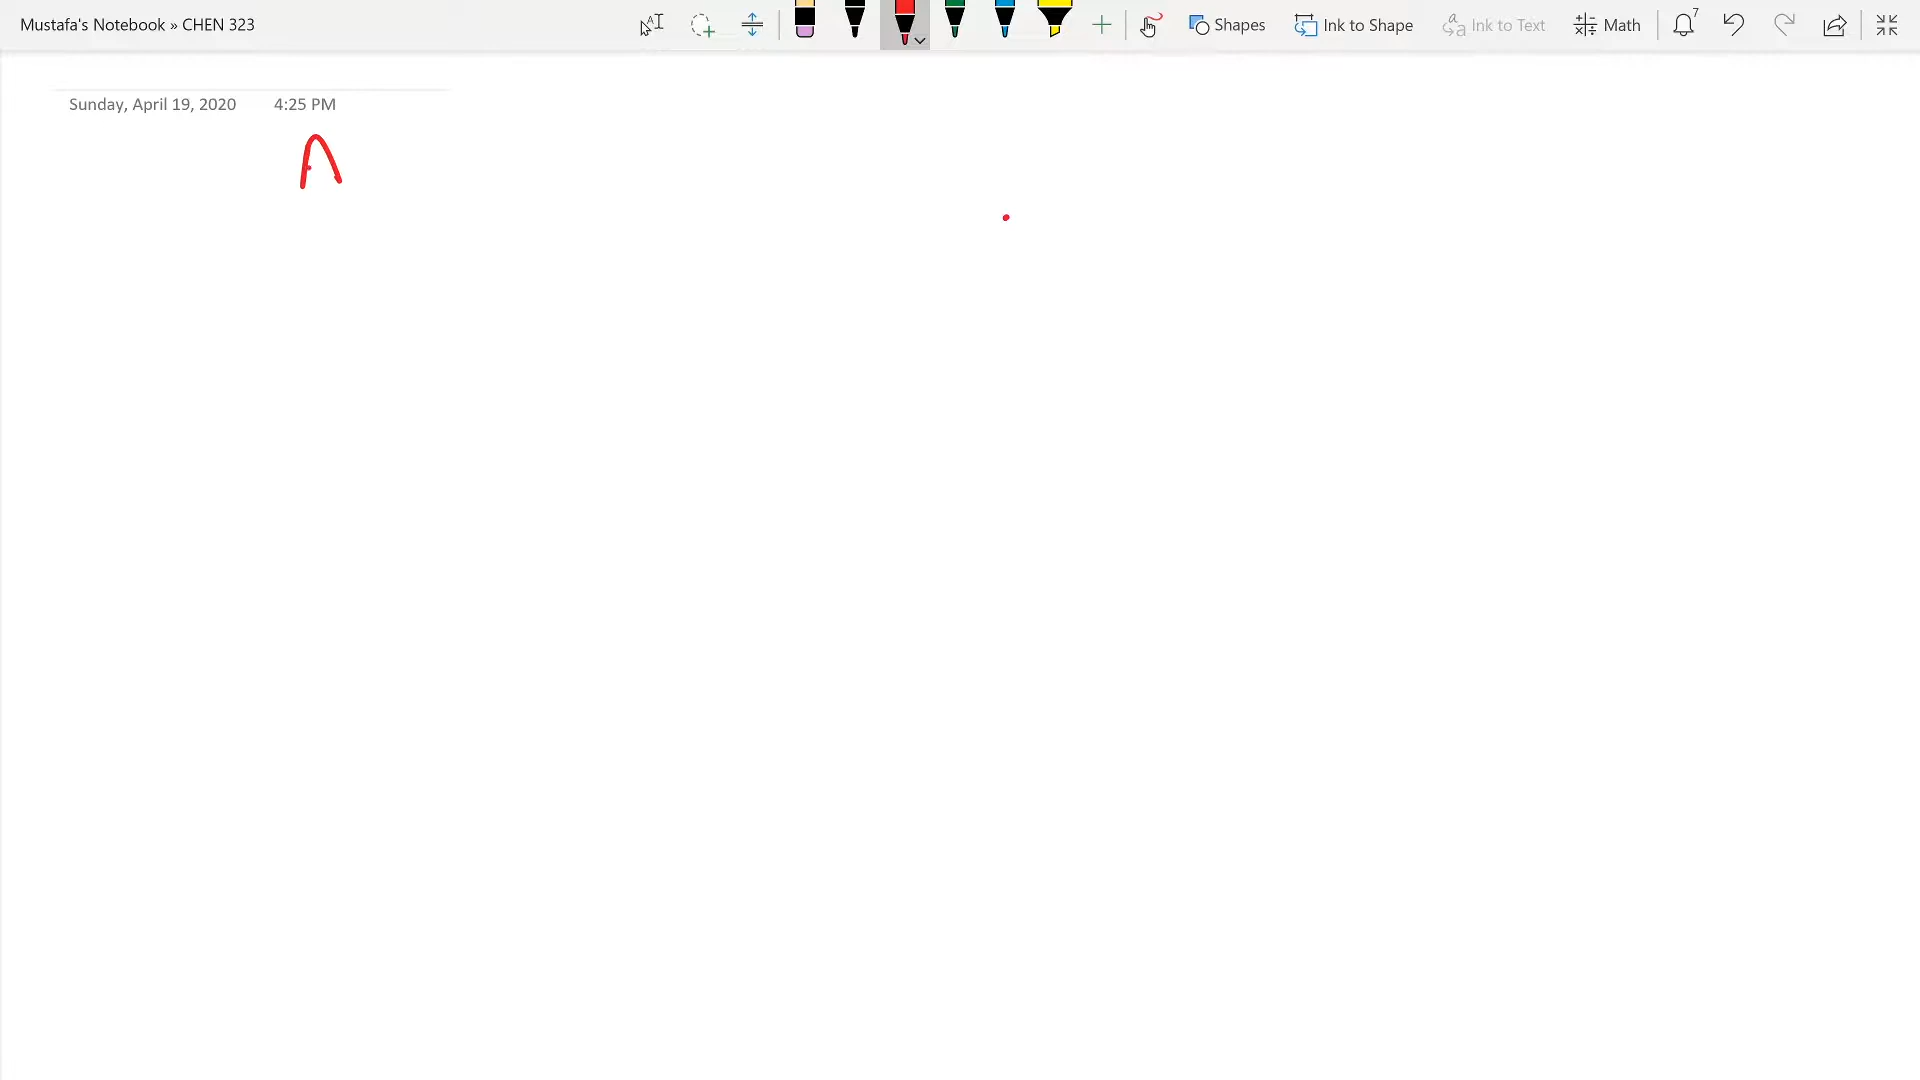 Mustafa's Notebook » CHEN 323
Shapes
Ink to Shape
Ink to Text
Math
7
Sunday, April 19, 2020 4:25 PM